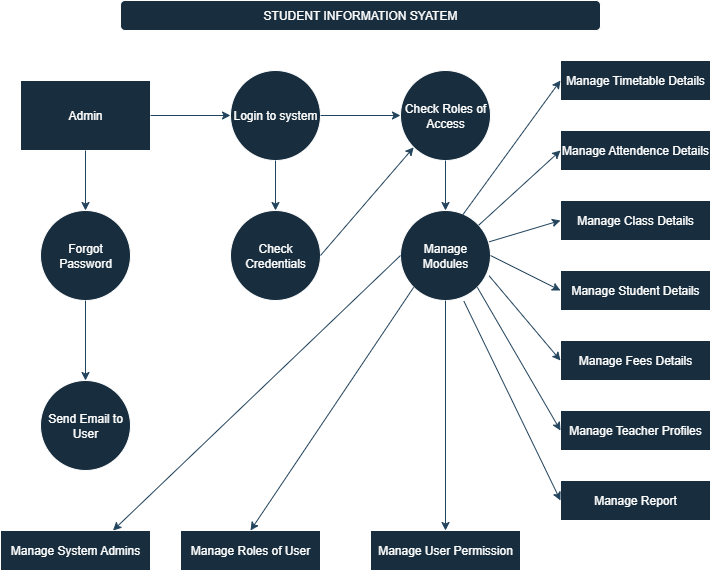 STUDENT INFORMATION SYATEM
Admin
Login to system
Check Roles of
Access
Manage Timetable Details
Manage Attendence Details
Manage Class Details
Manage Student Details
Manage Fees Details
Manage Teacher Profiles
Manage Report
Forgot
Password
Check
Credentials
Manage
Modules
Send Email to
User
Manage System Admins
Manage Roles of User
Manage User Permission